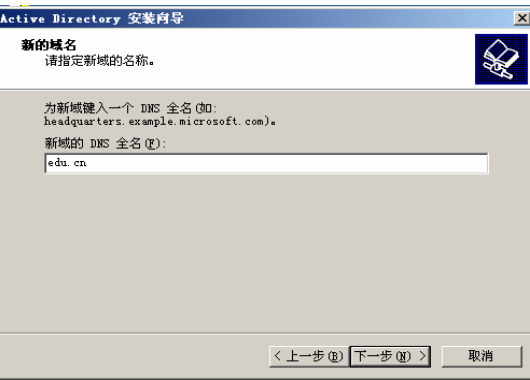 Active Directory 安装向导
新的域名
请指定新域的名称。
为新域键入一个 DNS 全名(如:
headquarters.example.microsoft.com)。
新域的 DNS 全名(F):
edu.cn
< 上一步(B)
下一步(N) >
取消